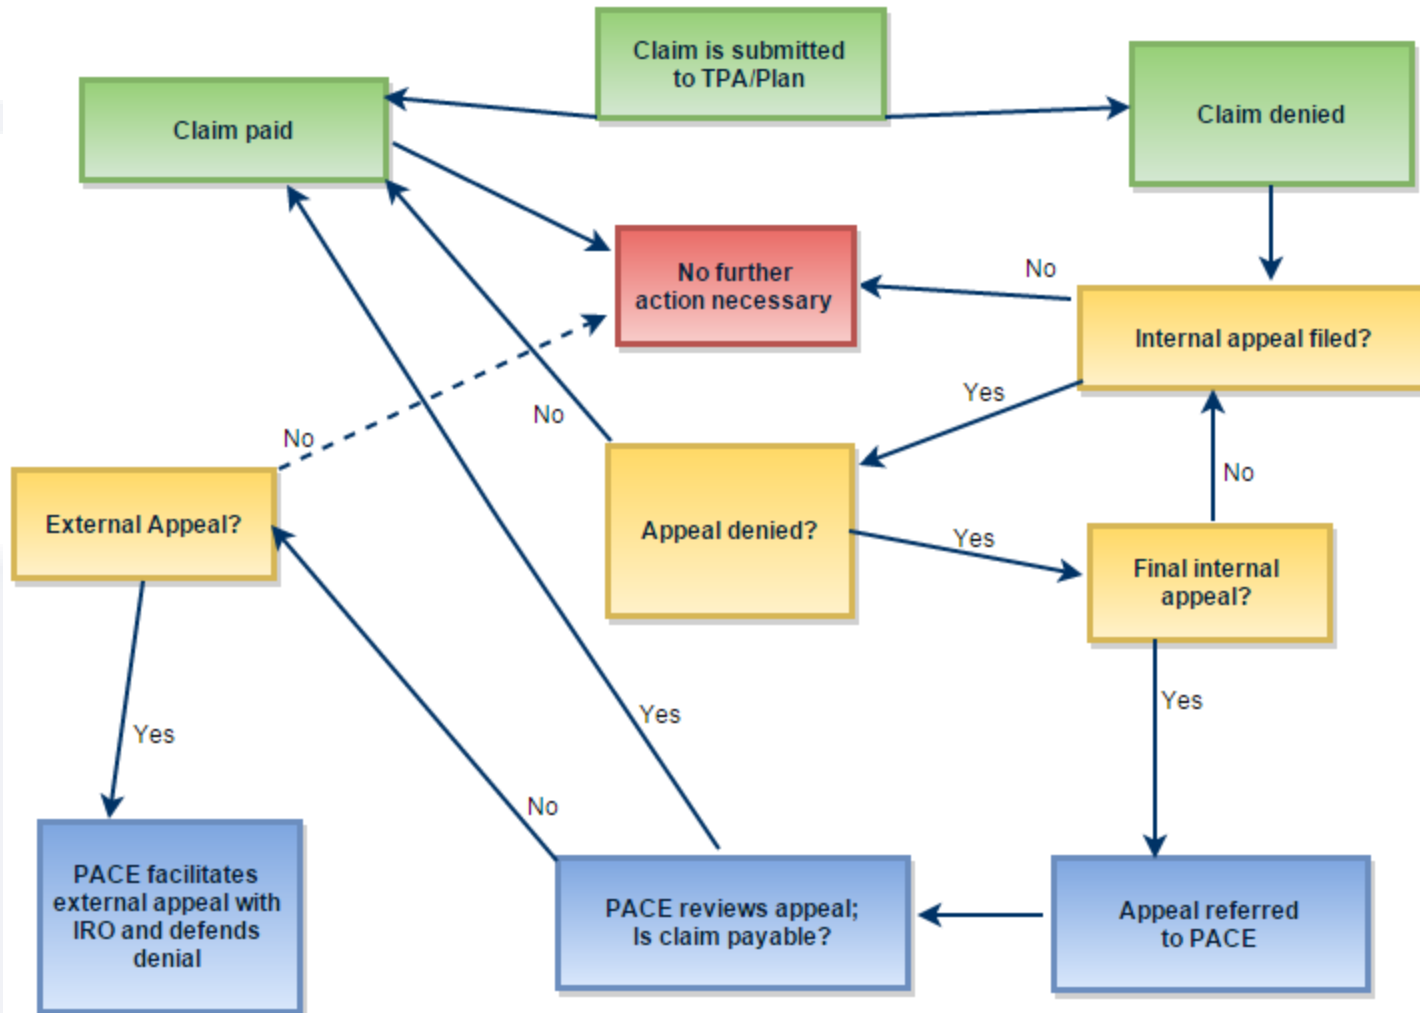 Claim is submitted
to TPA/Plan
Claim paid
Claim denied
No further
action necessary
No
Internal appeal filed?
Yes
No
No
No
External Appeal?
Appeal denied?
Yes
Final internal
appeal?
Yes
Yes
Yes
No
PACE facilitates
external appeal with
IRO and defends
denial
PACE reviews appeal;
Is claim payable?
Appeal referred
to PACE